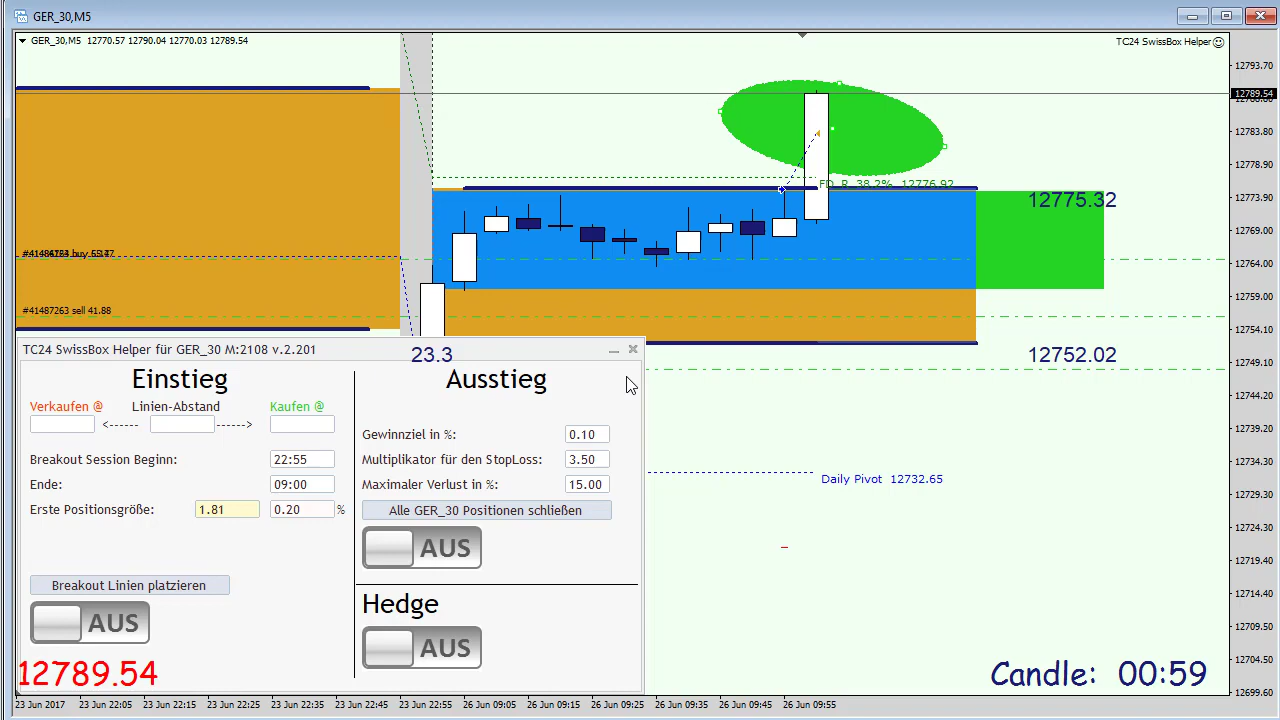 GER_30,M5
GER_30,M5 12770.57 12790.04 12770.03 12789.54
TC24 SwissBox Helper
12793.70
12789.54
12783.80
12778.90
FD_R_38.2%_12776.92
12775.32
12773.90
12769.00
12764.00
#41487263 sell 41.88
12759.00
12754.10
12752.02
12749.10
12744.20
12739.20
12734.30
12729.30
12724.30
12719.40
12714.40
12709.50
12704.50
12699.60
23.3
Daily Pivot 12732.65
TC24 SwissBox Helper für GER_30 M:2108 v.2.201
Einstieg
Verkaufen @ Linien-Abstand Kaufen @
<------ ------>
Breakout Session Beginn: 22:55
Ende: 09:00
Erste Positionsgröße: 1.81 0.20 %
Breakout Linien platzieren
AUS
Ausstieg
Gewinnziel in %: 0.10
Multiplikator für den StopLoss: 3.50
Maximaler Verlust in %: 15.00
Alle GER_30 Positionen schließen
AUS
Hedge
AUS
12789.54
Candle: 00:59
23 Jun 2017 23 Jun 22:05 23 Jun 22:15 23 Jun 22:25 23 Jun 22:35 23 Jun 22:55 26 Jun 09:05 26 Jun 09:15 26 Jun 09:25 26 Jun 09:35 26 Jun 09:45 26 Jun 09:55